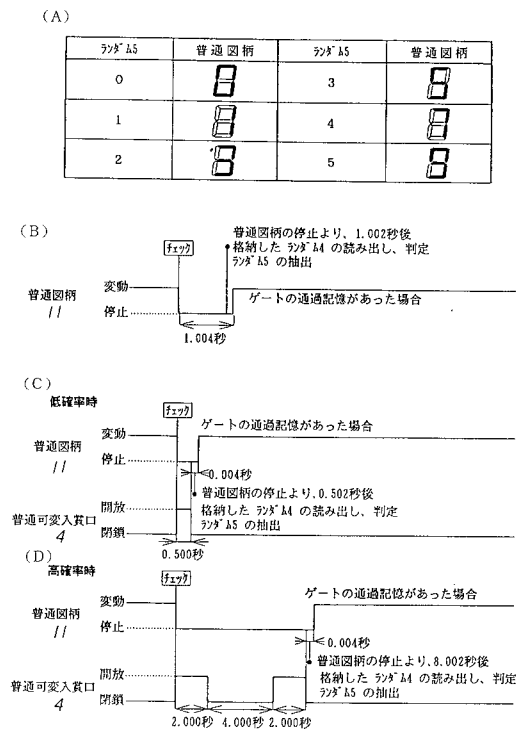 (A)
ランダム5 普通図柄 ランダム5 普通図柄
0 3
1 4
2 5
(B)
普通図柄の停止より、1.002秒後
格納した ランダム4 の読み出し、判定
ランダム5 の抽出
チェック
変動
ゲートの通過記憶があった場合
普通図柄
11
停止
1.004秒
(C)
低確率時
チェック
ゲートの通過記憶があった場合
変動
普通図柄
11
停止
0.004秒
普通図柄の停止より、0.502秒後
格納した ランダム4 の読み出し、判定
ランダム5 の抽出
開放
普通可変入賞口
4
閉鎖
0.500秒
(D)
高確率時
チェック
ゲートの通過記憶があった場合
変動
普通図柄
11
停止
0.004秒
普通図柄の停止より、8.002秒後
格納した ランダム4 の読み出し、判定
ランダム5 の抽出
開放
普通可変入賞口
4
閉鎖
2.000秒 4.000秒 2.000秒